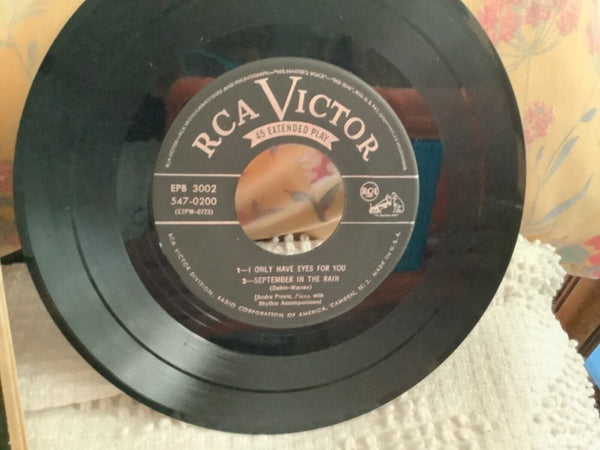 RCA VICTOR
45 EXTENDED PLAY
EPB 3002
547-0200
(E2PW-0723)
RCA
1—I ONLY HAVE EYES FOR YOU
2—SEPTEMBER IN THE RAIN
(Dubin-Warren)
Andre Previn, Piano, with
Rhythm Accompaniment
RCA VICTOR DIVISION, RADIO CORPORATION OF AMERICA, CAMDEN, N. J. MADE IN U.S.A.